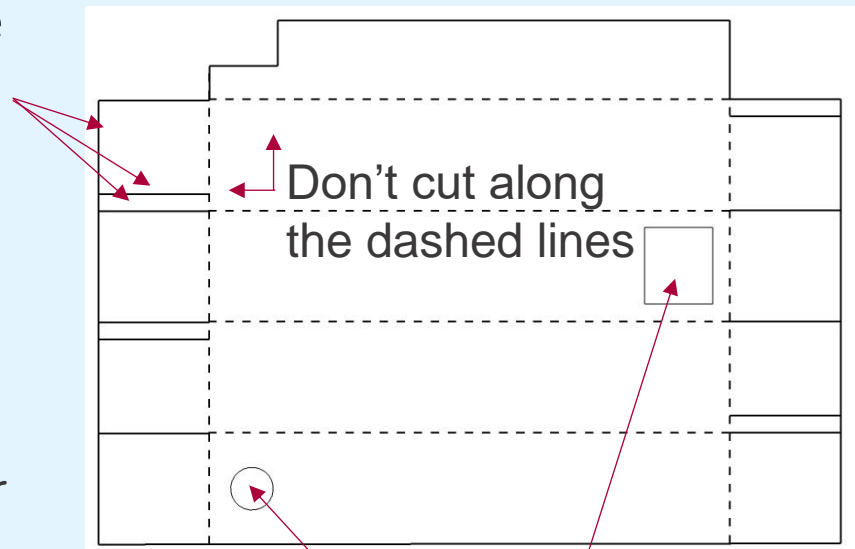 e
Don’t cut along
the dashed lines
r